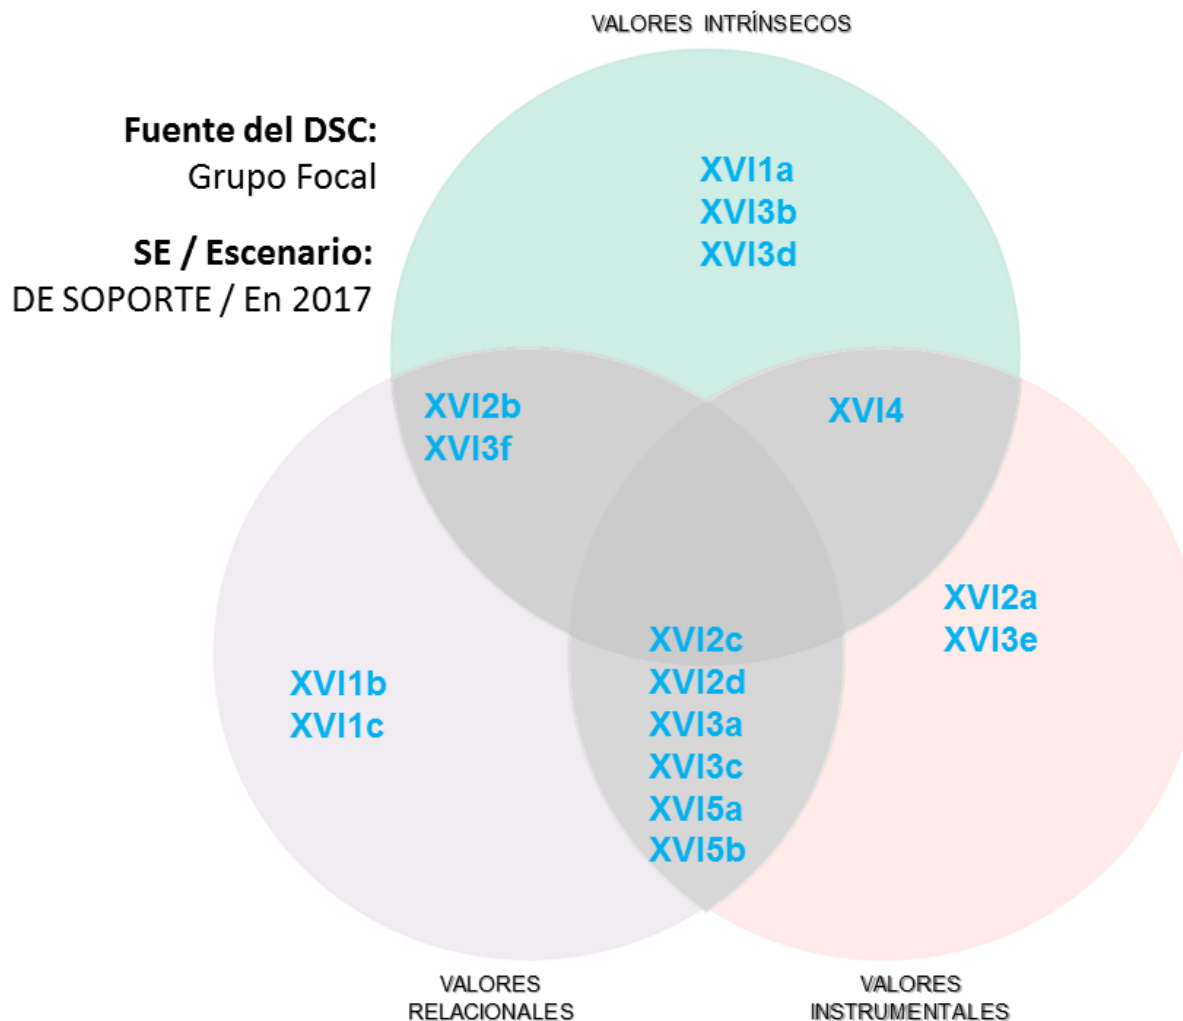 VALORES INTRÍNSECOS
Fuente del DSC:
Grupo Focal
SE / Escenario:
DE SOPORTE / En 2017
XVI1a
XVI3b
XVI3d
XVI2b
XVI3f
XVI4
XVI2a
XVI3e
XVI1b
XVI1c
XVI2c
XVI2d
XVI3a
XVI3c
XVI5a
XVI5b
VALORES
RELACIONALES
VALORES
INSTRUMENTALES